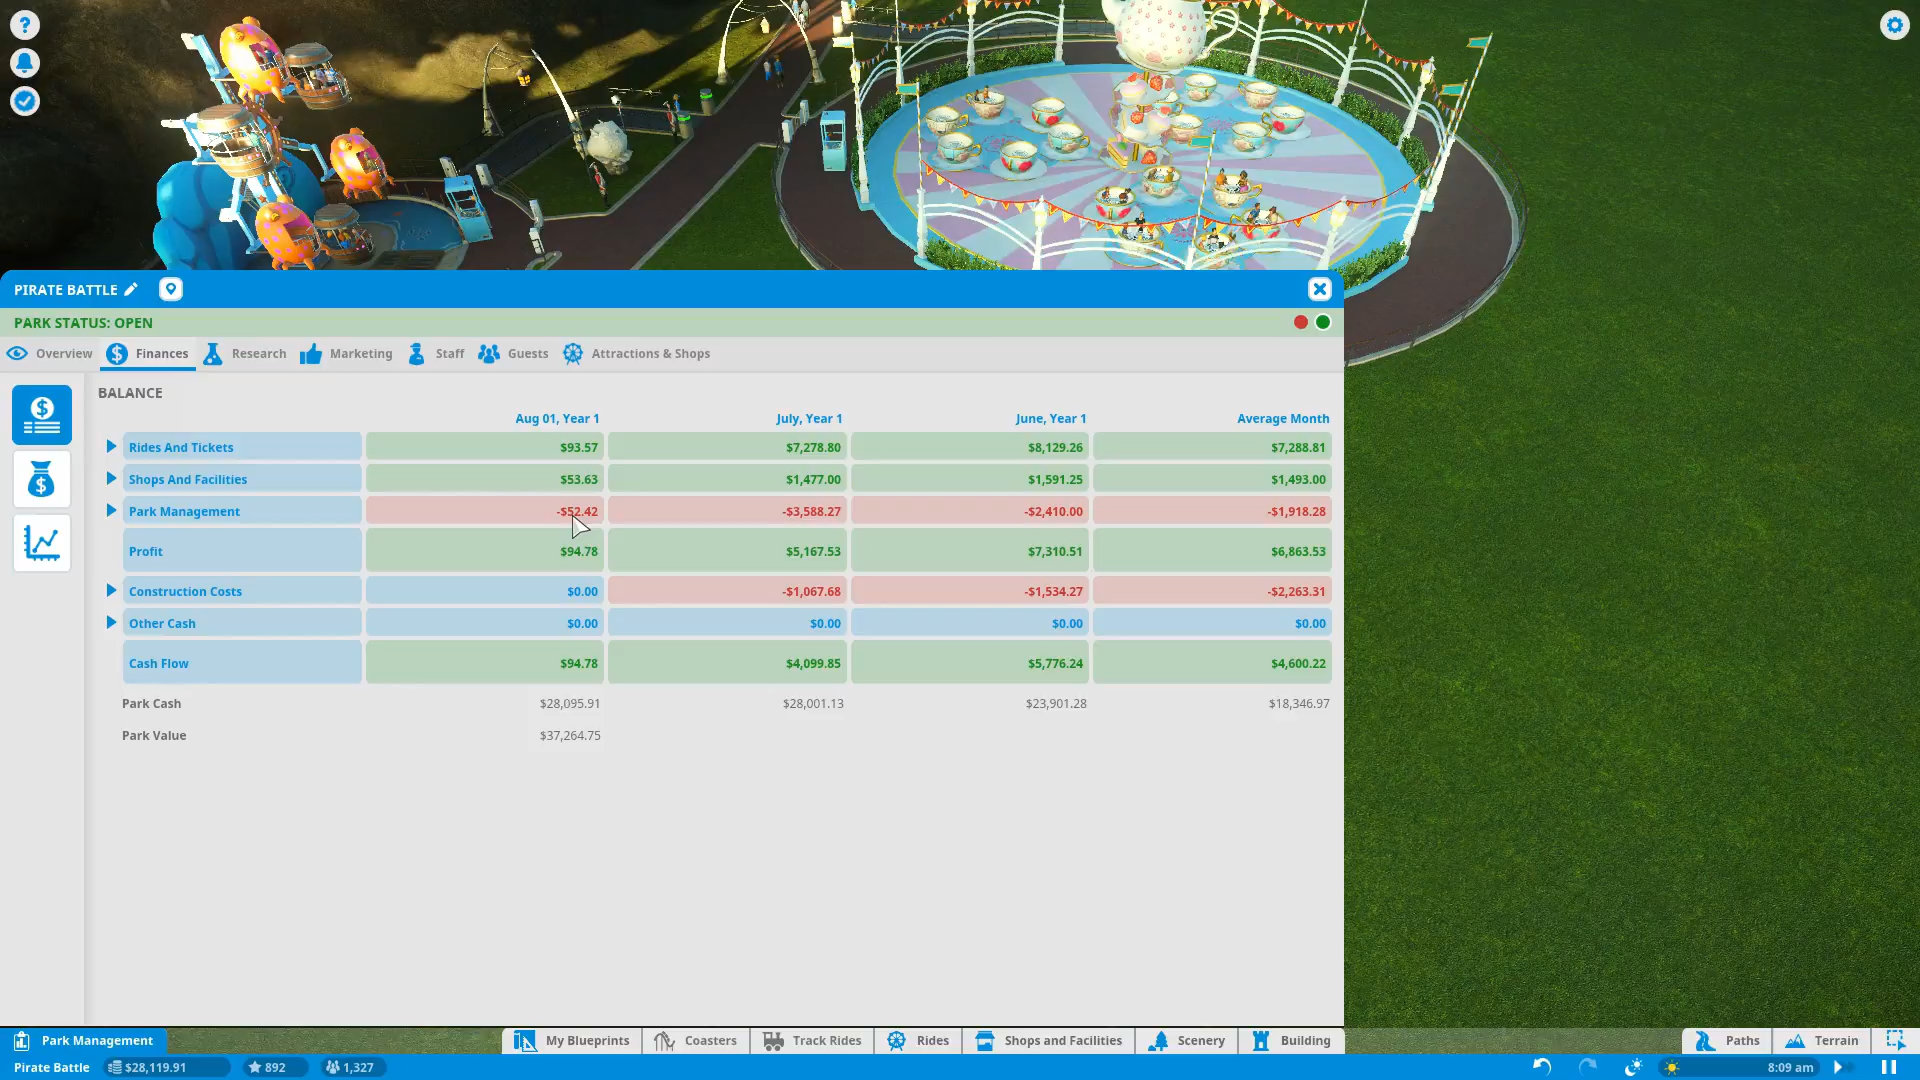 ?
PIRATE BATTLE
PARK STATUS: OPEN
Overview Finances Research Marketing Staff Guests Attractions & Shops
BALANCE
Aug 01, Year 1 July, Year 1 June, Year 1 Average Month
Rides And Tickets $93.57 $7,278.80 $8,129.26 $7,288.81
Shops And Facilities $53.63 $1,477.00 $1,591.25 $1,493.00
Park Management -$52.42 -$3,588.27 -$2,410.00 -$1,918.28
Profit $94.78 $5,167.53 $7,310.51 $6,863.53
Construction Costs $0.00 -$1,067.68 -$1,534.27 -$2,263.31
Other Cash $0.00 $0.00 $0.00 $0.00
Cash Flow $94.78 $4,099.85 $5,776.24 $4,600.22
Park Cash $28,095.91 $28,001.13 $23,901.28 $18,346.97
Park Value $37,264.75
Park Management My Blueprints Coasters Track Rides Rides Shops and Facilities Scenery Building Paths Terrain
Pirate Battle $28,119.91 892 1,327 8:09 am